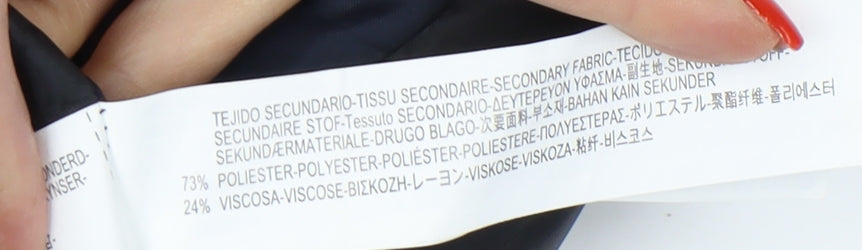 TEJIDO SECUNDARIO-TISSU SECONDAIRE-SECONDARY FABRIC-TECIDO
SECUNDAIRE STOF-Tessuto SECONDARIO-ΔΕΥΤΕΡΕΥΟΝ ΥΦΑΣΜΑ-副生地-
SEKUNDÆRMATERIALE-DRUGO BLAGO-次要面料-부소재-BAHAN KAIN SEKUNDER
73% POLIESTER-POLYESTER-POLIÉSTER-POLIESTERE-ΠΟΛΥΕΣΤΕΡΑΣ-ポリエステル-聚酯纤维-폴리에스터
24% VISCOSA-VISCOSE-ΒΙΣΚΟΖΗ-レーヨン-VISKOSE-VISKOZA-粘纤-비스코스